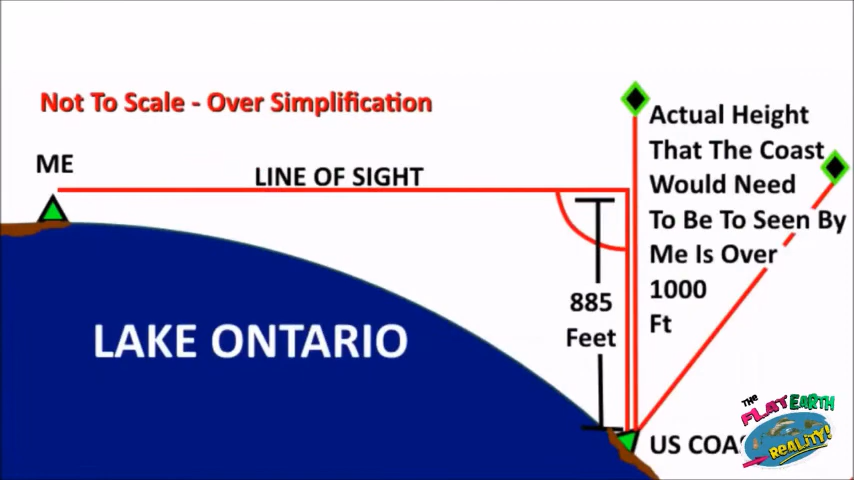 Not To Scale - Over Simplification
ME
LINE OF SIGHT
Actual Height
That The Coast
Would Need
To Be To Seen By
Me Is Over
1000
Ft
885
Feet
LAKE ONTARIO
US COAS
THE
FLAT EARTH
REALITY!